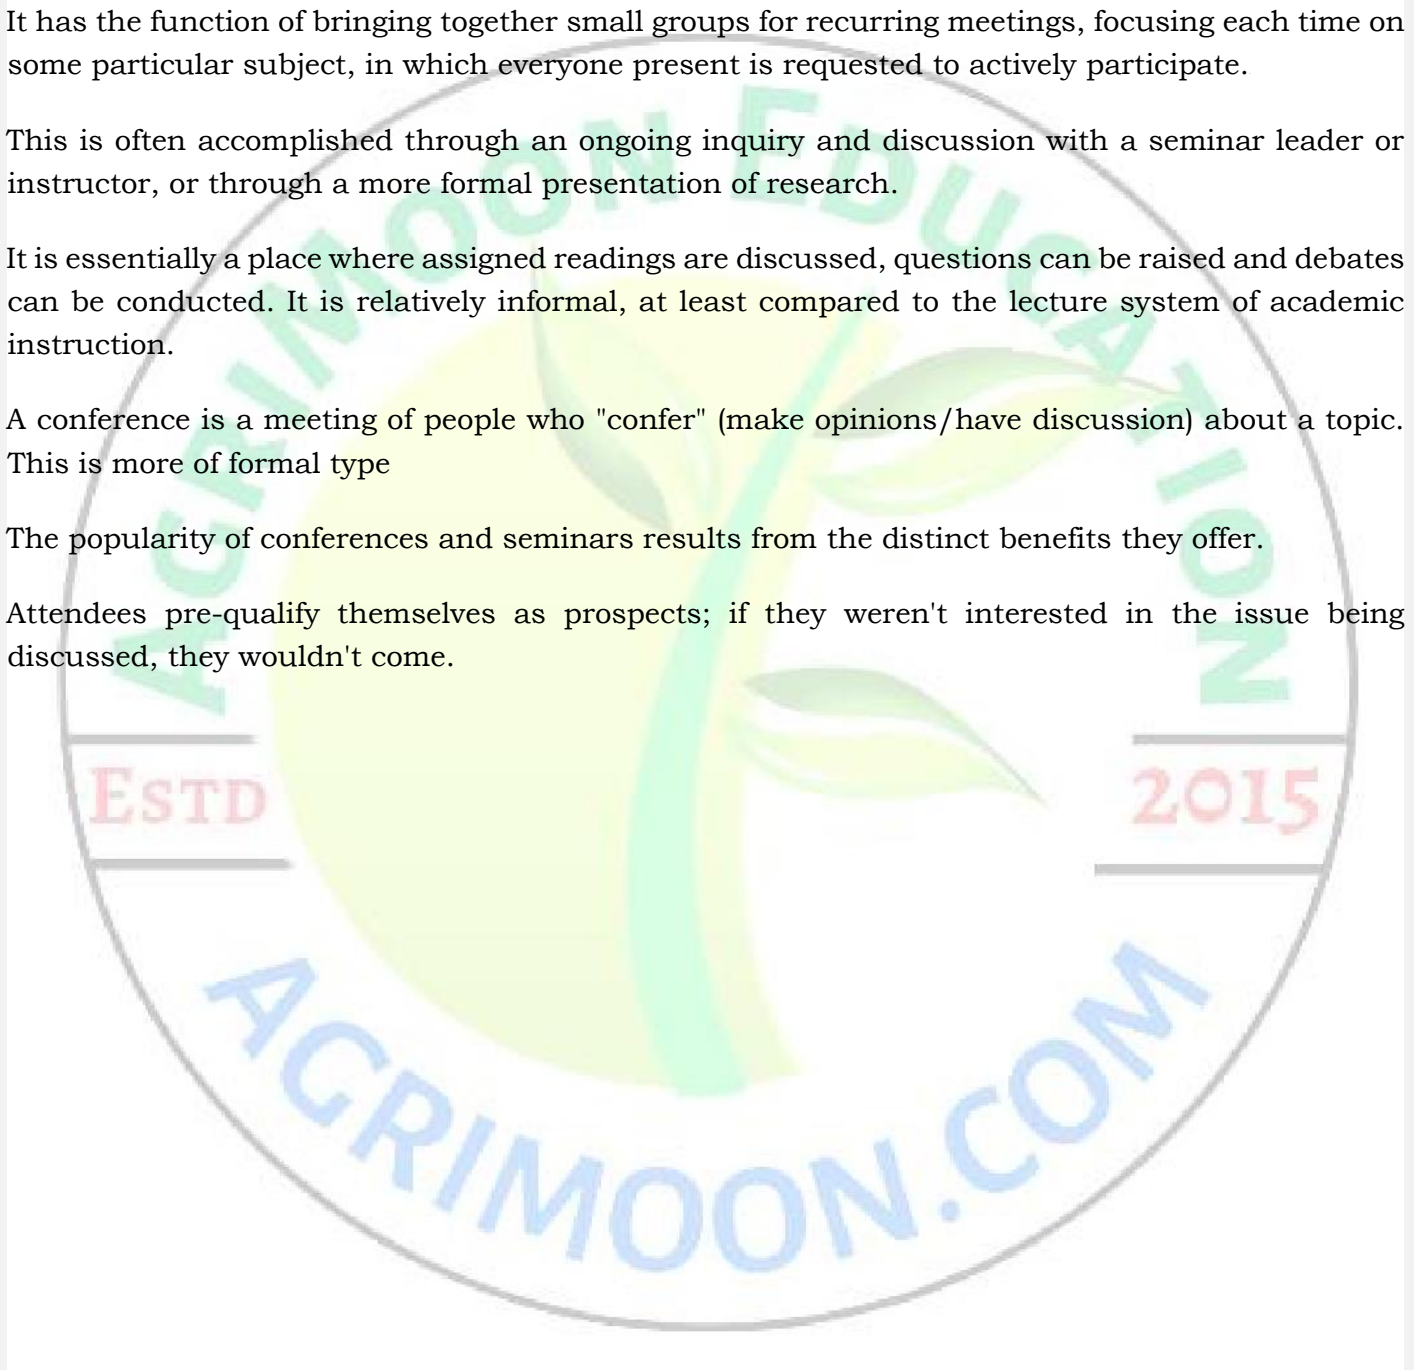 It has the function of bringing together small groups for recurring meetings, focusing each time on
some particular subject, in which everyone present is requested to actively participate.
This is often accomplished through an ongoing inquiry and discussion with a seminar leader or
instructor, or through a more formal presentation of research.
It is essentially a place where assigned readings are discussed, questions can be raised and debates
can be conducted. It is relatively informal, at least compared to the lecture system of academic
instruction.
A conference is a meeting of people who "confer" (make opinions/have discussion) about a topic.
This is more of formal type
The popularity of conferences and seminars results from the distinct benefits they offer.
Attendees pre-qualify themselves as prospects; if they weren't interested in the issue being
discussed, they wouldn't come.
AGRIMOON EDUCATION
ESTD 2015
AGRIMOON.COM